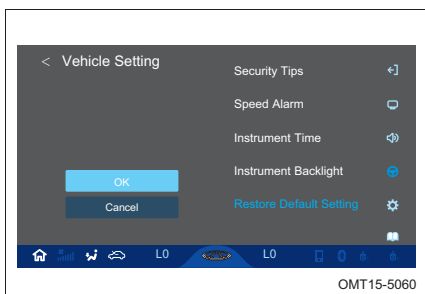 < Vehicle Setting
Security Tips
Speed Alarm
Instrument Time
Instrument Backlight
OK
Restore Default Setting
Cancel
L0
L0
OMT15-5060